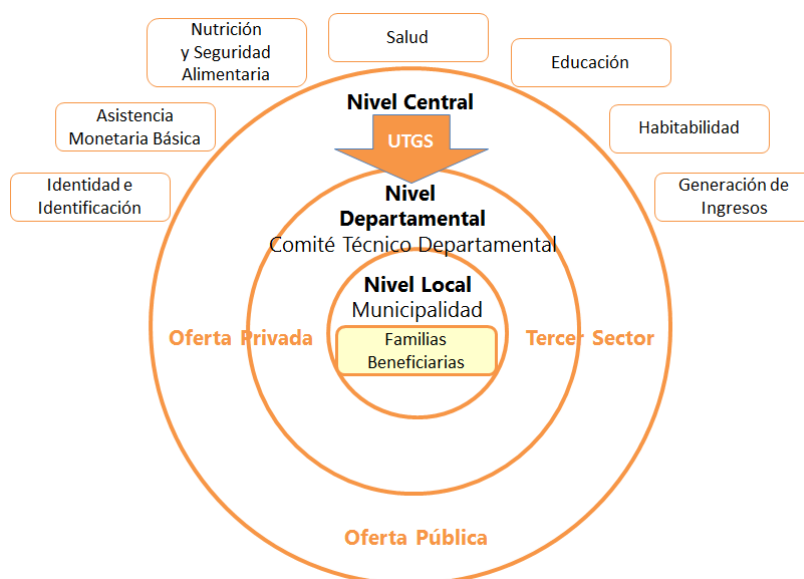 Nutrición
y Seguridad
Alimentaria
Salud
Educación
Asistencia
Monetaria Básica
Nivel Central
Habitabilidad
UTGS
Identidad e
Identificación
Generación de
Ingresos
Nivel
Departamental
Comité Técnico Departamental
Nivel Local
Municipalidad
Oferta Privada
Familias
Beneficiarias
Tercer Sector
Oferta Pública